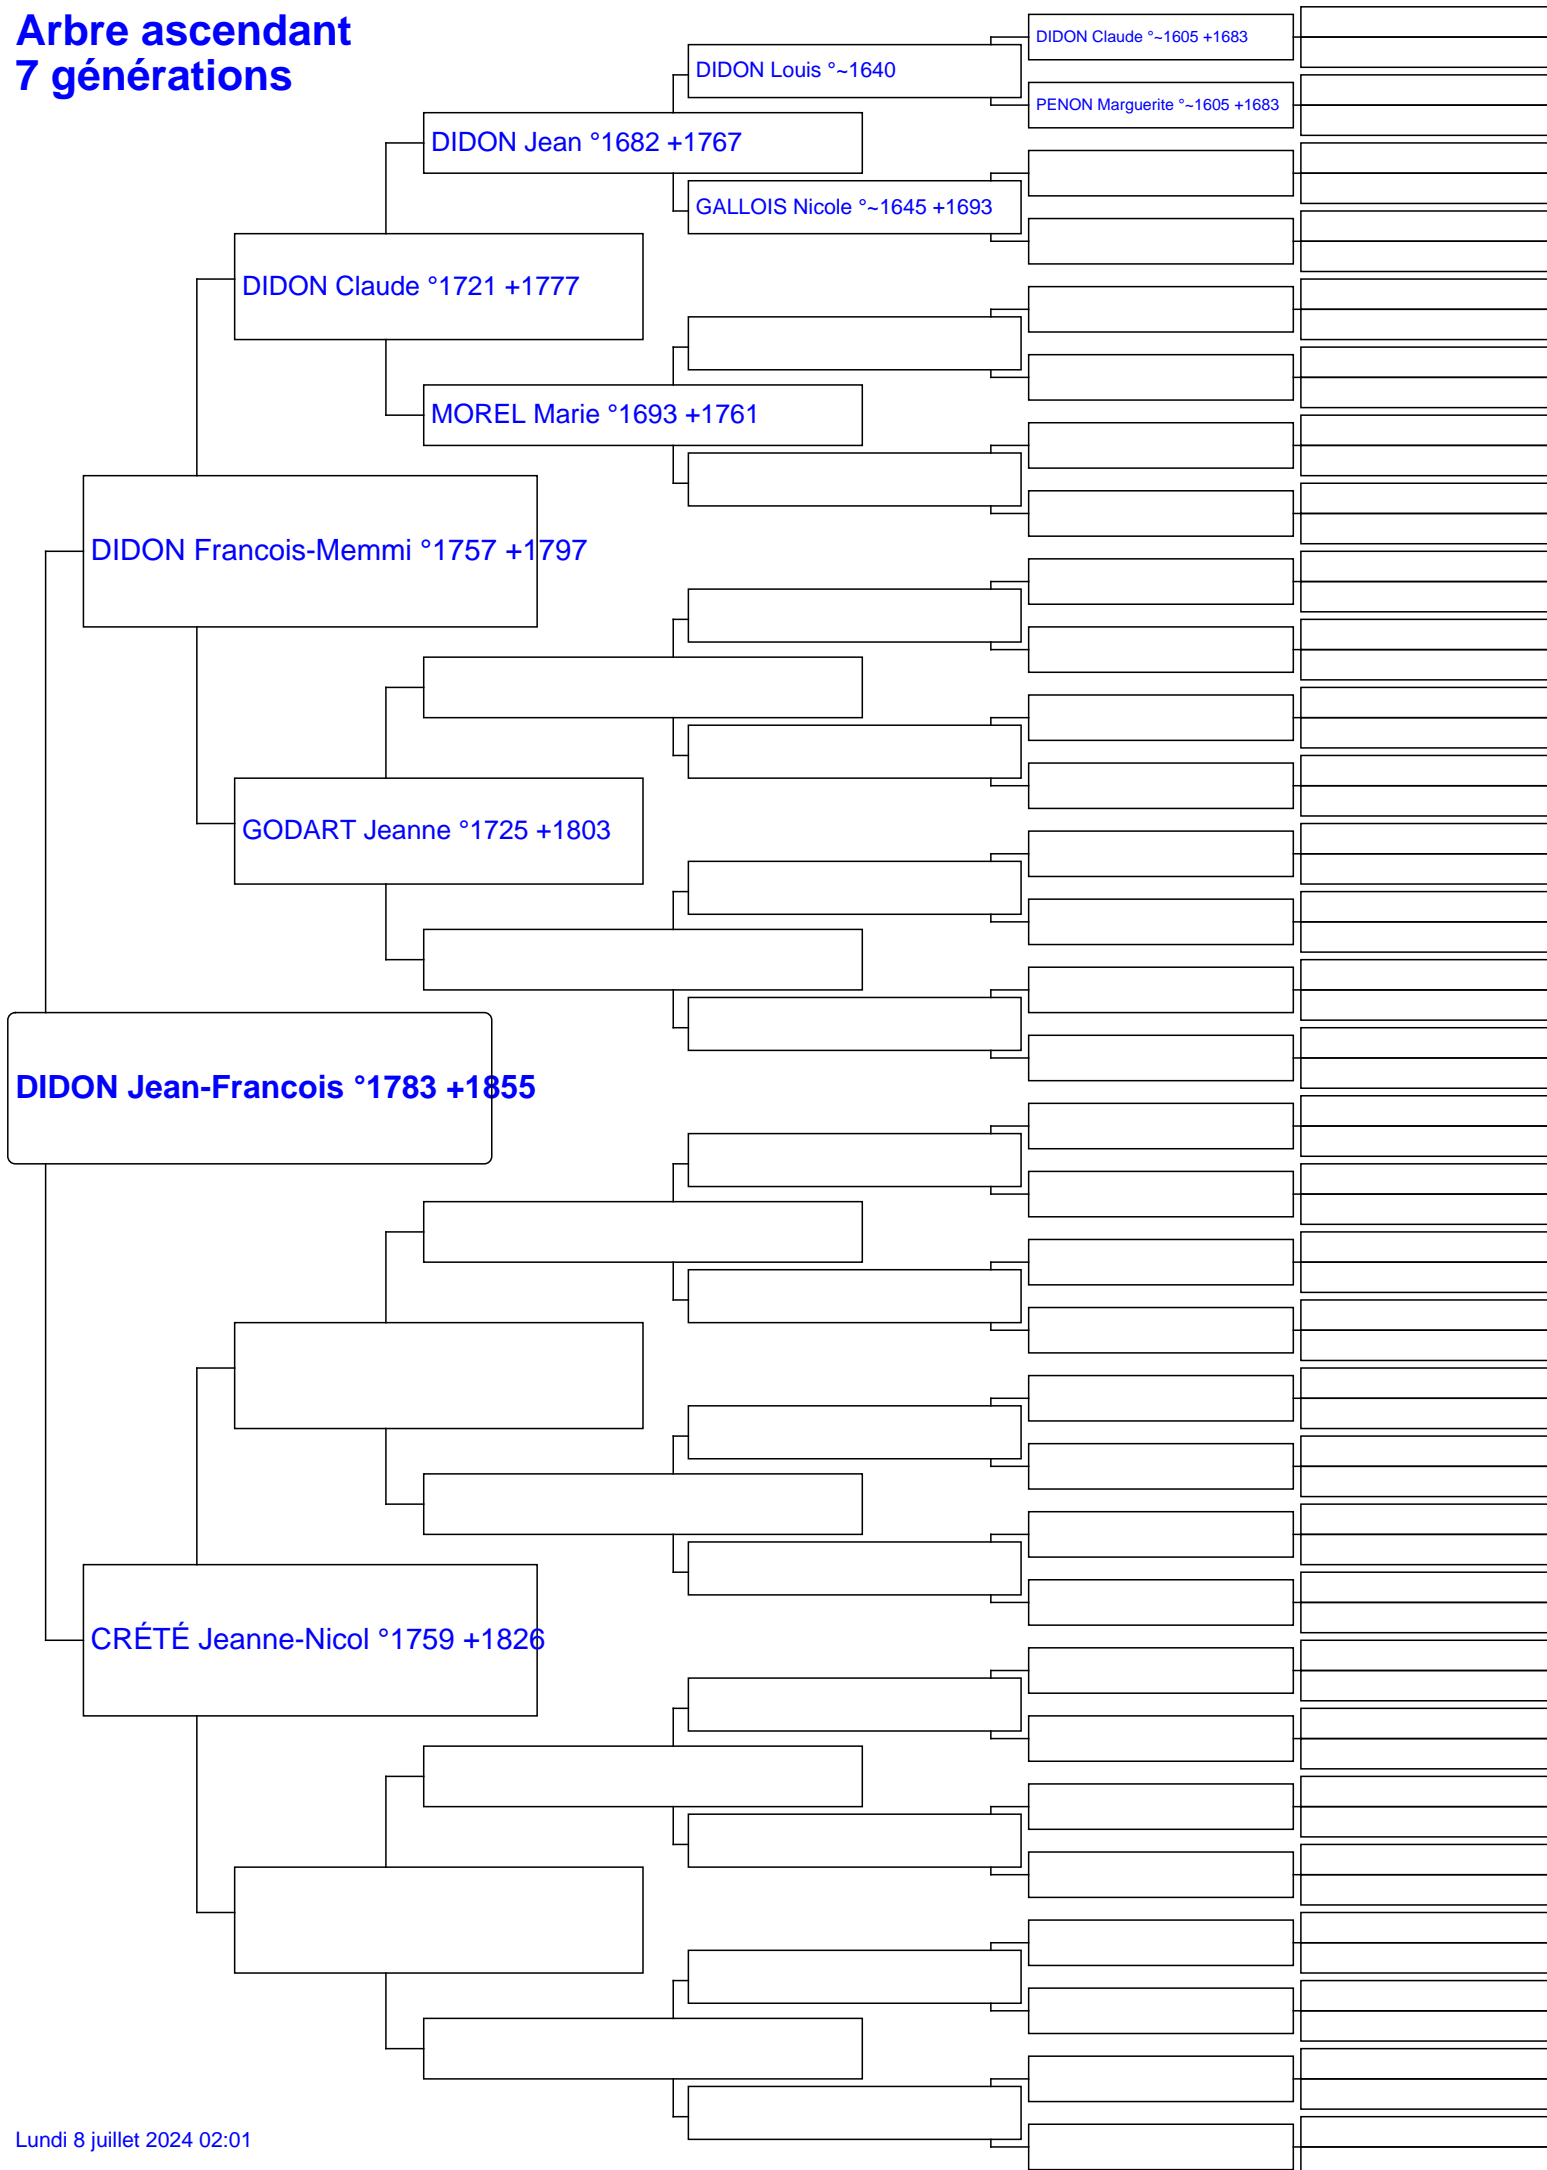 Arbre ascendant
7 générations
DIDON Claude °~1605 +1683
DIDON Louis °~1640
PENON Marguerite °~1605 +1683
DIDON Jean °1682 +1767
GALLOIS Nicole °~1645 +1693
DIDON Claude °1721 +1777
MOREL Marie °1693 +1761
DIDON Francois-Memmi °1757 +1797
GODART Jeanne °1725 +1803
DIDON Jean-Francois °1783 +1855
CRÉTÉ Jeanne-Nicol °1759 +1826
Lundi 8 juillet 2024 02:01